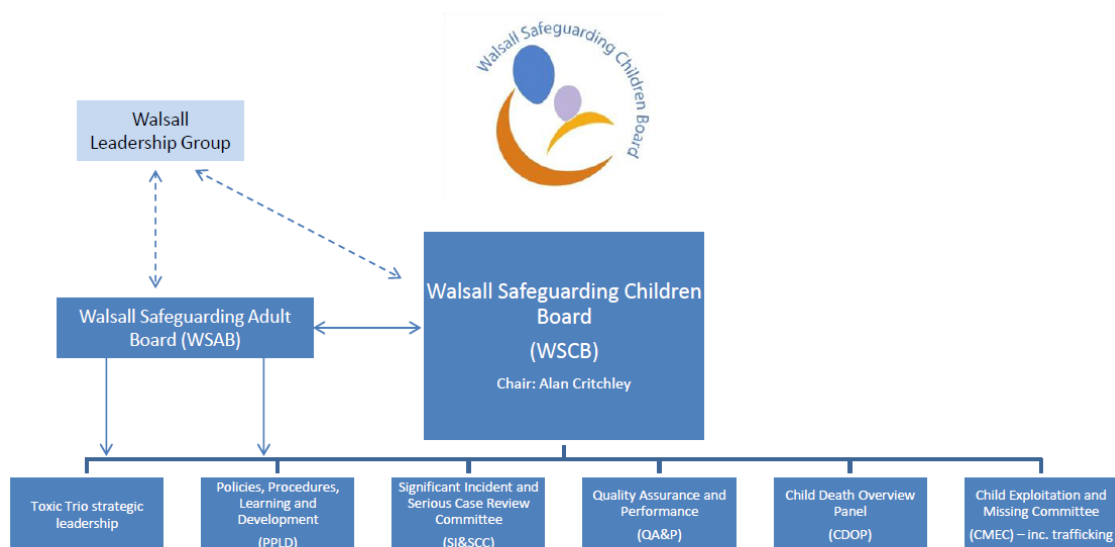 Walsall Safeguarding Children Board
Walsall
Leadership Group
Walsall Safeguarding Children
Board
(WSCB)
Chair: Alan Critchley
Walsall Safeguarding Adult
Board (WSAB)
Toxic Trio strategic
leadership
Policies, Procedures,
Learning and
Development
(PPLD)
Significant Incident and
Serious Case Review
Committee
(SI&SCC)
Quality Assurance and
Performance
(QA&P)
Child Death Overview
Panel
(CDOP)
Child Exploitation and
Missing Committee
(CMEC) – inc. trafficking